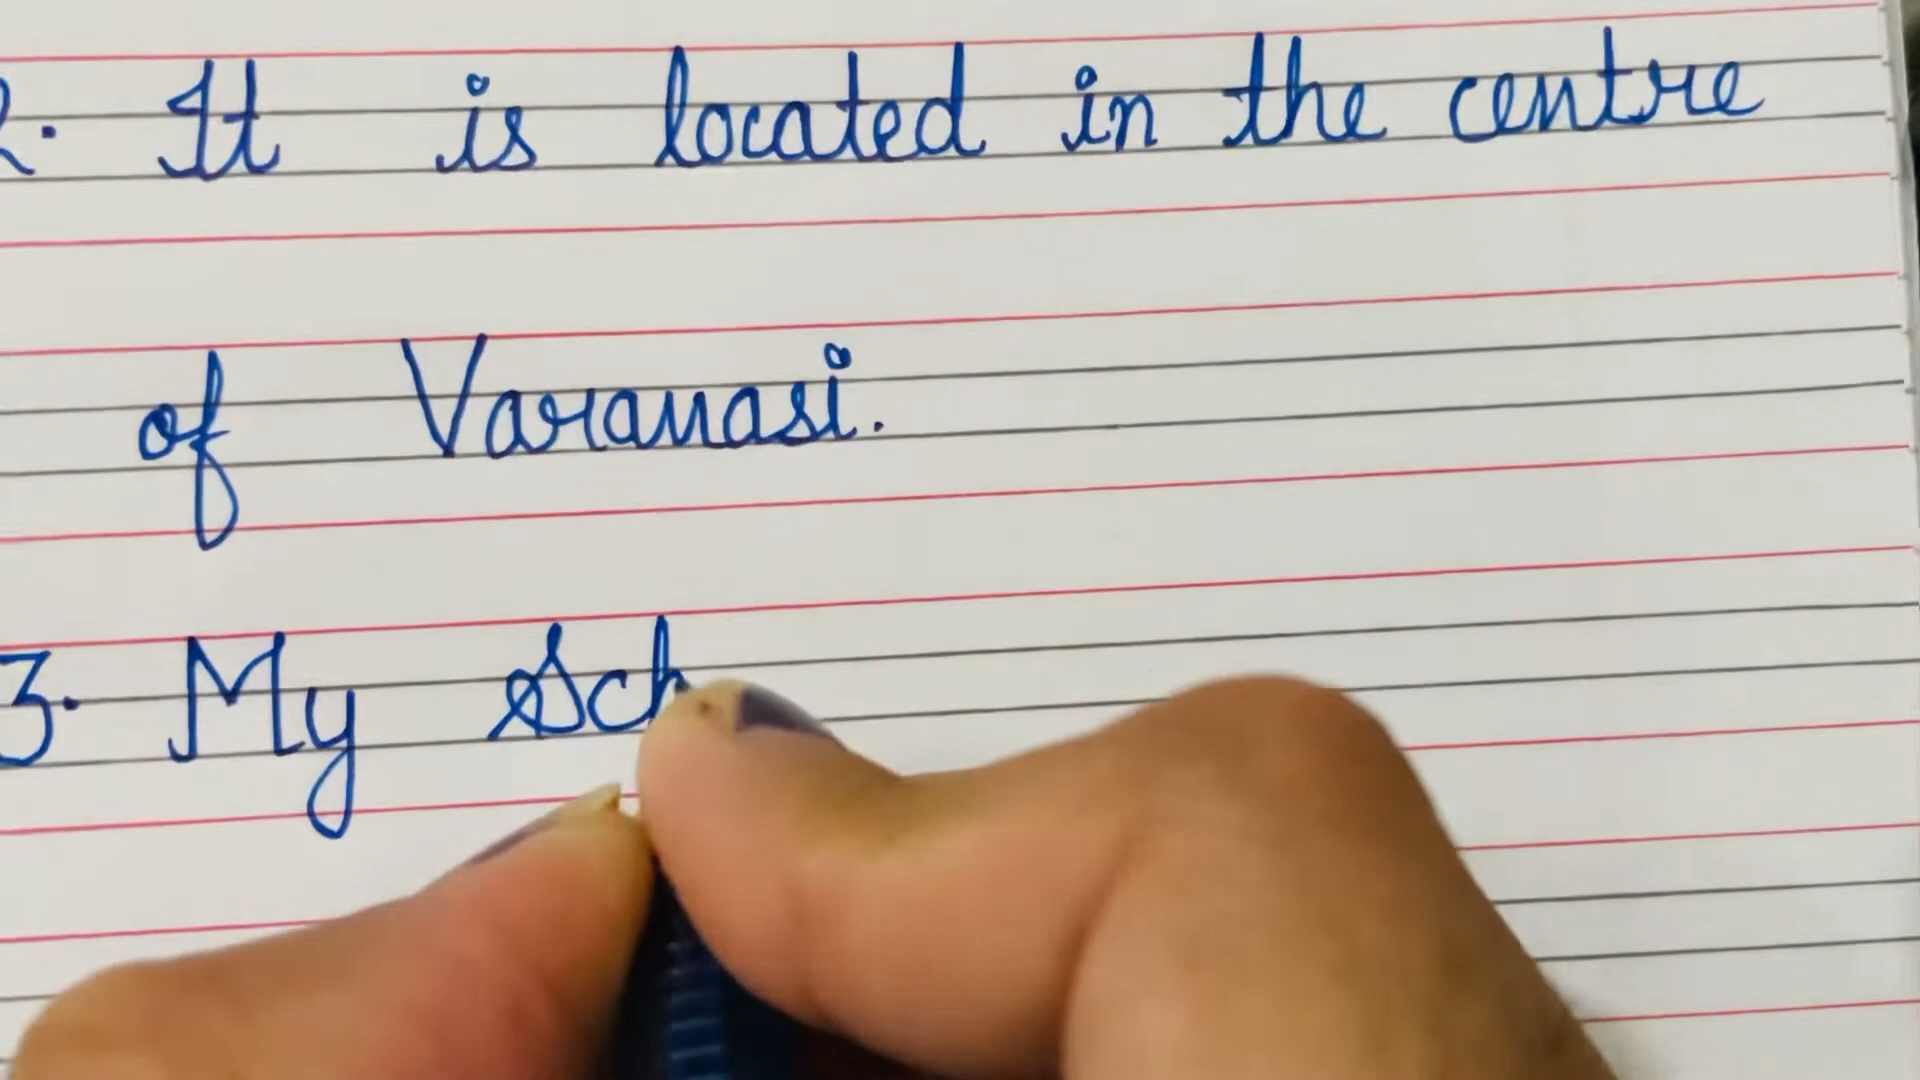 2. It is located in the centre
of Varanasi.
3. My Sch